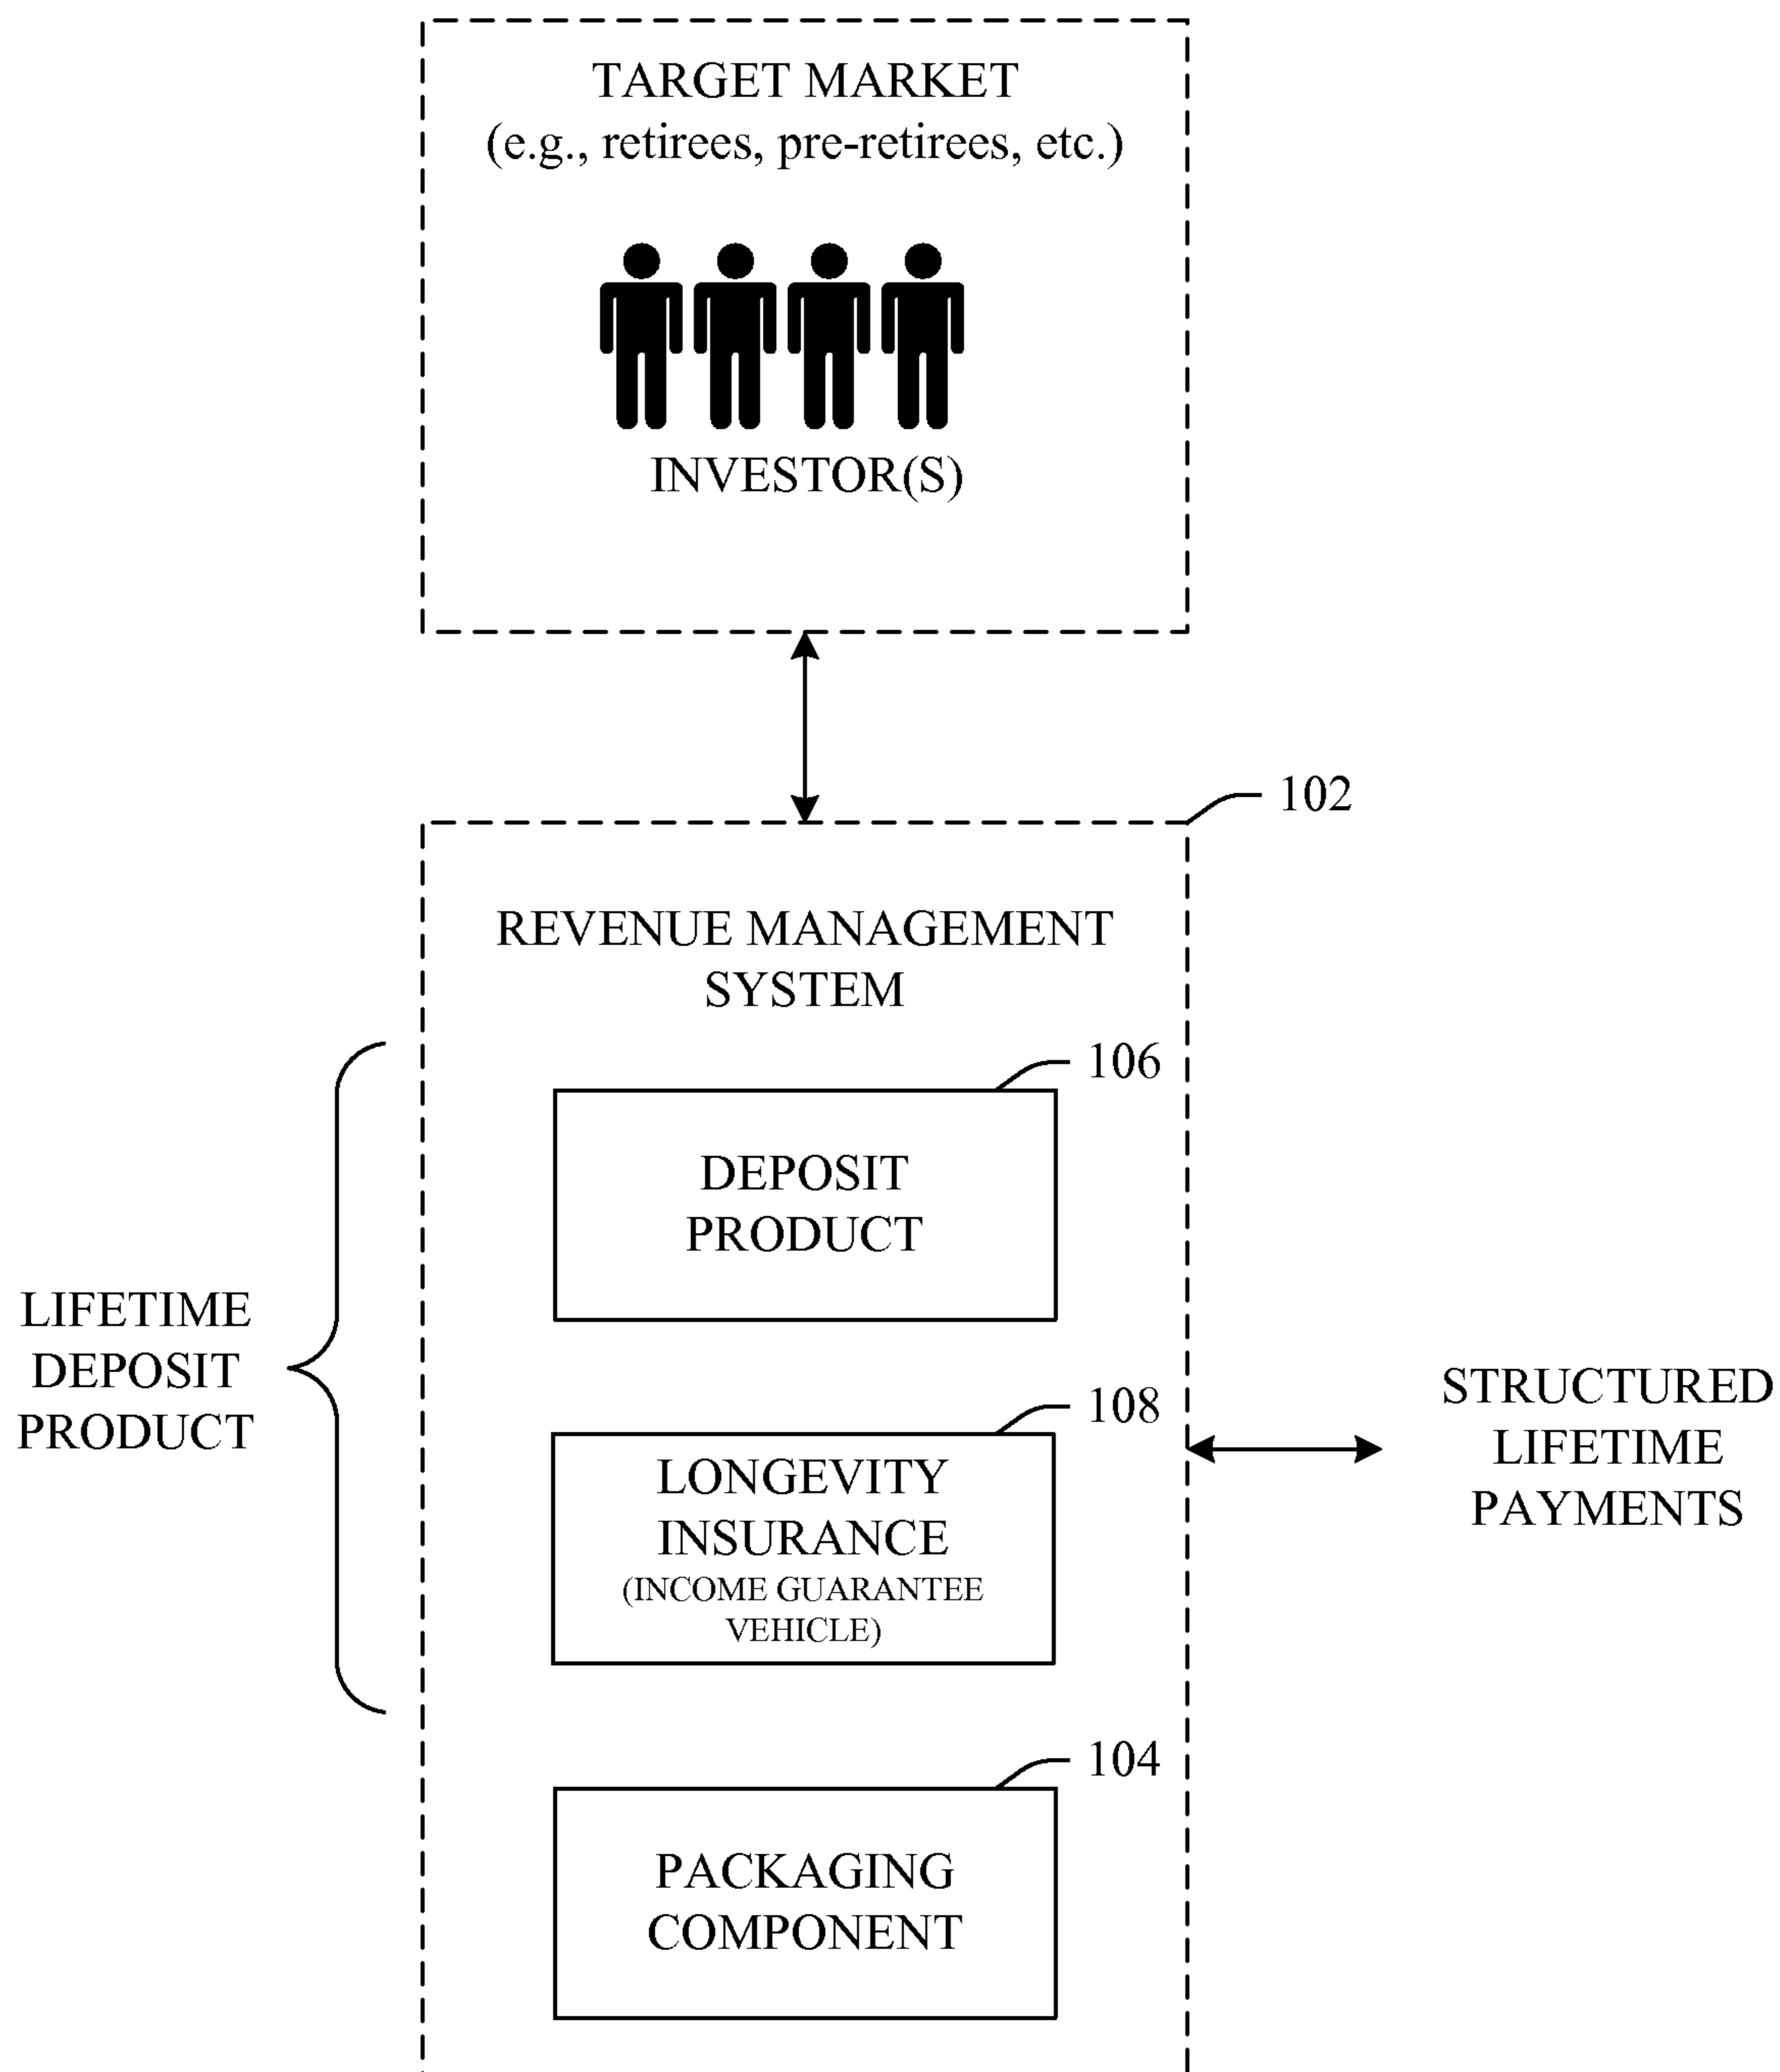 TARGET MARKET
(e.g., retirees, pre-retirees, etc.)
INVESTOR(S)
102
REVENUE MANAGEMENT
SYSTEM
106
DEPOSIT
PRODUCT
LIFETIME
DEPOSIT
PRODUCT
108
LONGEVITY
INSURANCE
(INCOME GUARANTEE
VEHICLE)
STRUCTURED
LIFETIME
PAYMENTS
104
PACKAGING
COMPONENT